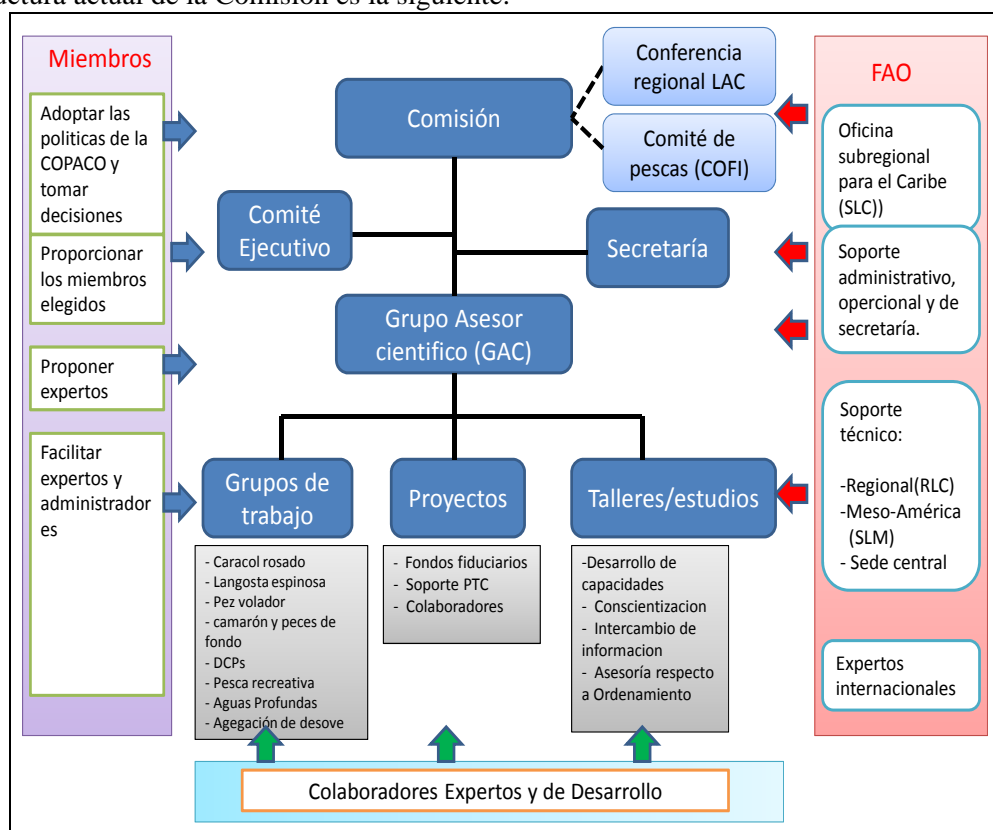 uctura actual de la Comisión es la siguiente:
Miembros
Adoptar las
politicas de la
COPACO y
tomar
decisiones
Proporcionar
los miembros
elegidos
Proponer
expertos
Facilitar
expertos y
administrador
es
Comisión
Conferencia
regional LAC
Comité de
pescas (COFI)
Comité
Ejecutivo
Secretaría
Grupo Asesor
cientifico (GAC)
Grupos de
trabajo
- Caracol rosado
- Langosta espinosa
- Pez volador
- camarón y peces de
fondo
- DCPs
- Pesca recreativa
- Aguas Profundas
- Agegación de desove
Proyectos
- Fondos fiduciarios
- Soporte PTC
- Colaboradores
Talleres/estudios
-Desarrollo de
capacidades
- Conscientizacion
- Intercambio de
informacion
- Asesoría respecto
a Ordenamiento
FAO
Oficina
subregional
para el Caribe
(SLC))
Soporte
administrativo,
opercional y de
secretaría.
Soporte
técnico:
-Regional(RLC)
-Meso-América
(SLM)
- Sede central
Expertos
internacionales
Colaboradores Expertos y de Desarrollo